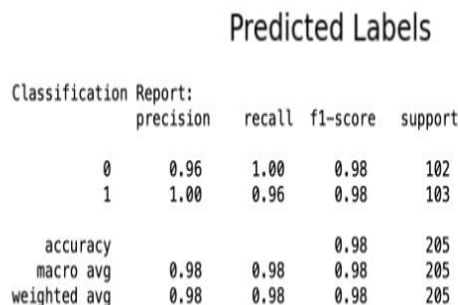 Predicted Labels
Classification Report:
precision recall f1-score support
0 0.96 1.00 0.98 102
1 1.00 0.96 0.98 103
accuracy 0.98 205
macro avg 0.98 0.98 0.98 205
weighted avg 0.98 0.98 0.98 205